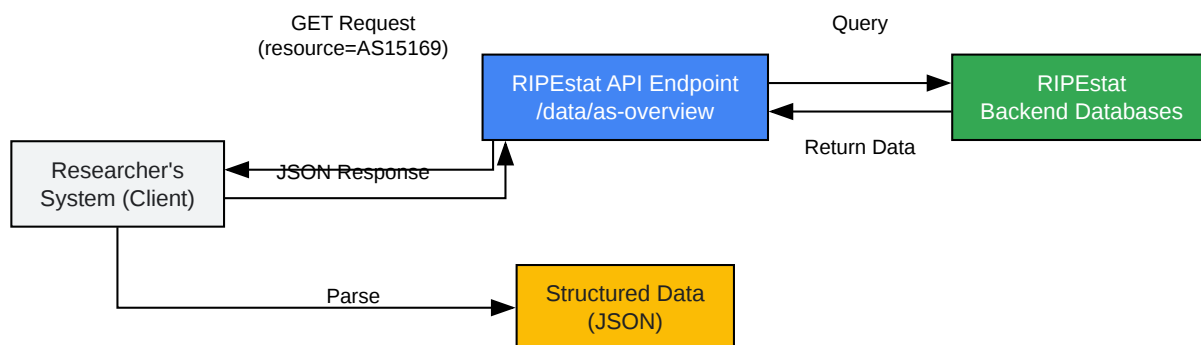 GET Request
(resource=AS15169)
Query
RIPEstat API Endpoint
/data/as-overview
RIPEstat
Backend Databases
Return Data
Researcher's
System (Client)
JSON Response
Parse
Structured Data
(JSON)